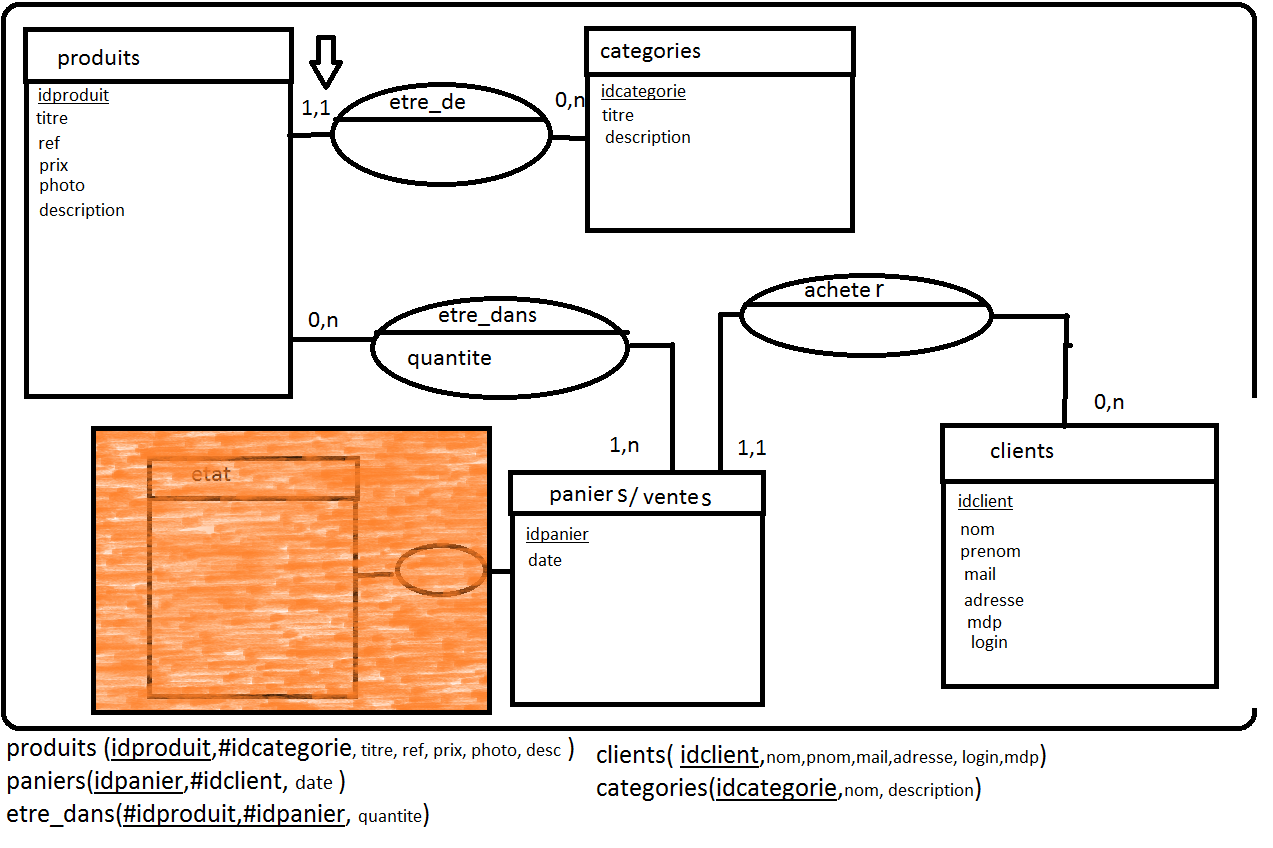 produits
idproduit
titre
ref
prix
photo
description
1,1
etre_de
0,n
categories
idcategorie
titre
description
0,n
etre_dans
quantite
1,n
acheter
1,1
0,n
etat
paniers/ventes
idpanier
date
clients
idclient
nom
prenom
mail
adresse
mdp
login
produits (idproduit,#idcategorie, titre, ref, prix, photo, desc )
paniers(idpanier,#idclient, date )
etre_dans(#idproduit,#idpanier, quantite)
clients( idclient,nom,pnom,mail,adresse, login,mdp)
categories(idcategorie,nom, description)